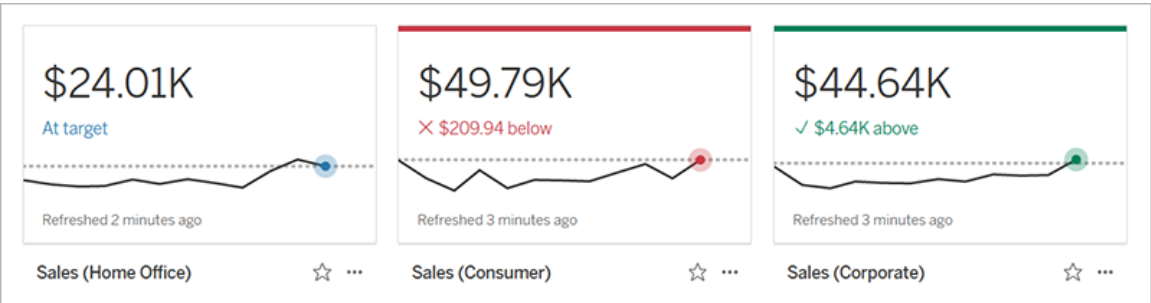 $24.01K
At target
Refreshed 2 minutes ago
Sales (Home Office)
$49.79K
$209.94 below
Refreshed 3 minutes ago
Sales (Consumer)
$44.64K
$4.64K above
Refreshed 3 minutes ago
Sales (Corporate)